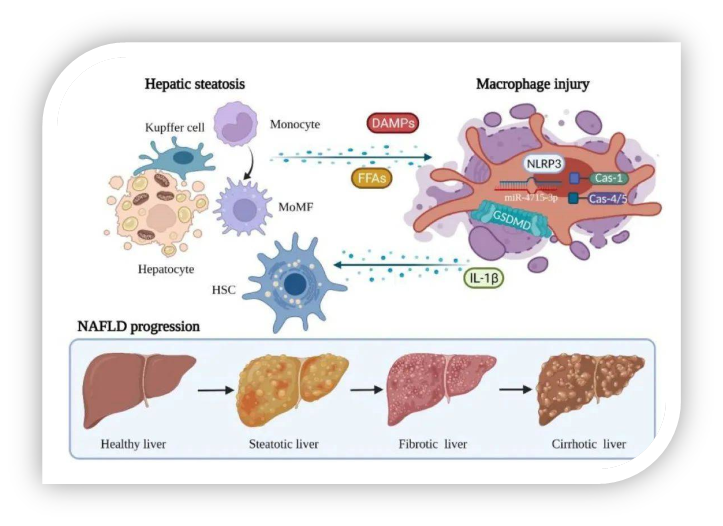 Hepatic steatosis
Macrophage injury
Kupffer cell
Monocyte
DAMPs
FFAs
NLRP3
Cas-1
miR-4715-3p
Cas-4/5
GSDMD
MoMF
Hepatocyte
HSC
IL-1β
NAFLD progression
Healthy liver
Steatotic liver
Fibrotic liver
Cirrhotic liver